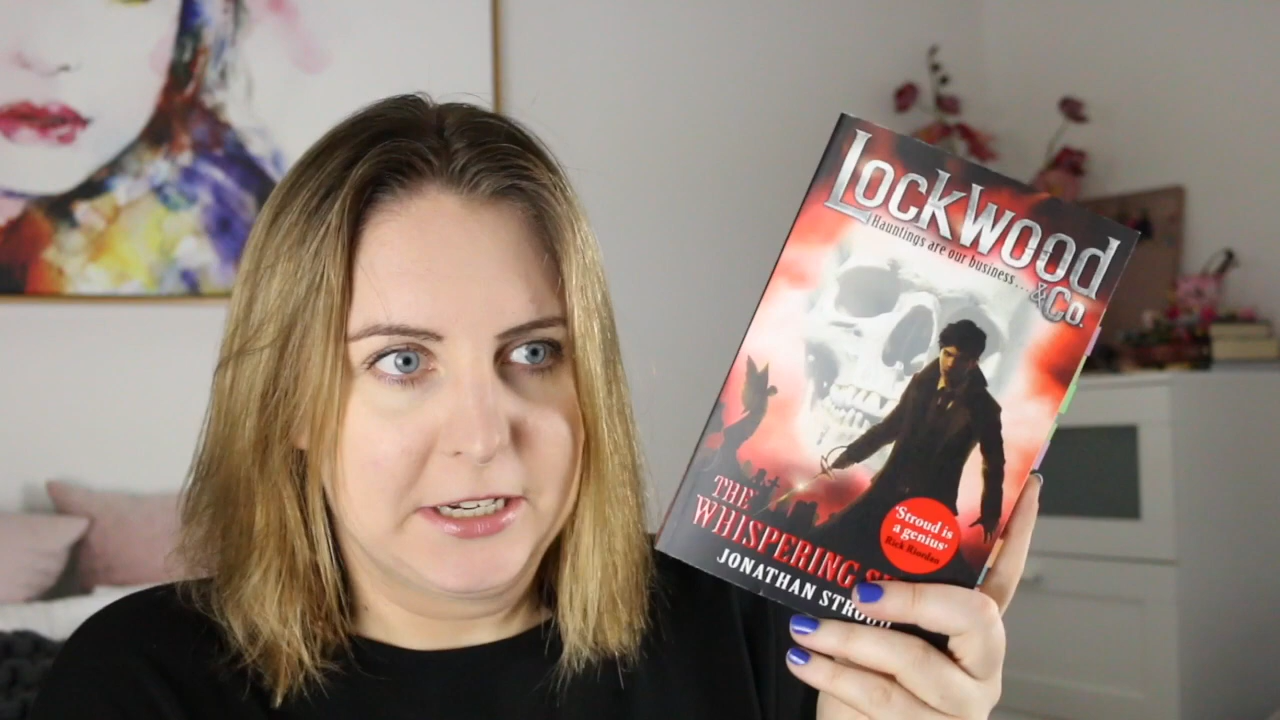 LOCKWOOD
Hauntings are our business...
& CO.
THE
WHISPERING
JONATHAN STROUD
'Stroud is
a genius'
Rick Riordan